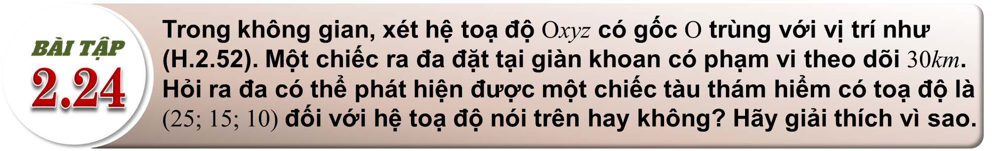 BÀI TẬP
2.24
Trong không gian, xét hệ toạ độ Oxyz có gốc O trùng với vị trí như
(H.2.52). Một chiếc ra đa đặt tại giàn khoan có phạm vi theo dõi 30km.
Hỏi ra đa có thể phát hiện được một chiếc tàu thám hiểm có toạ độ là
(25; 15; 10) đối với hệ toạ độ nói trên hay không? Hãy giải thích vì sao.